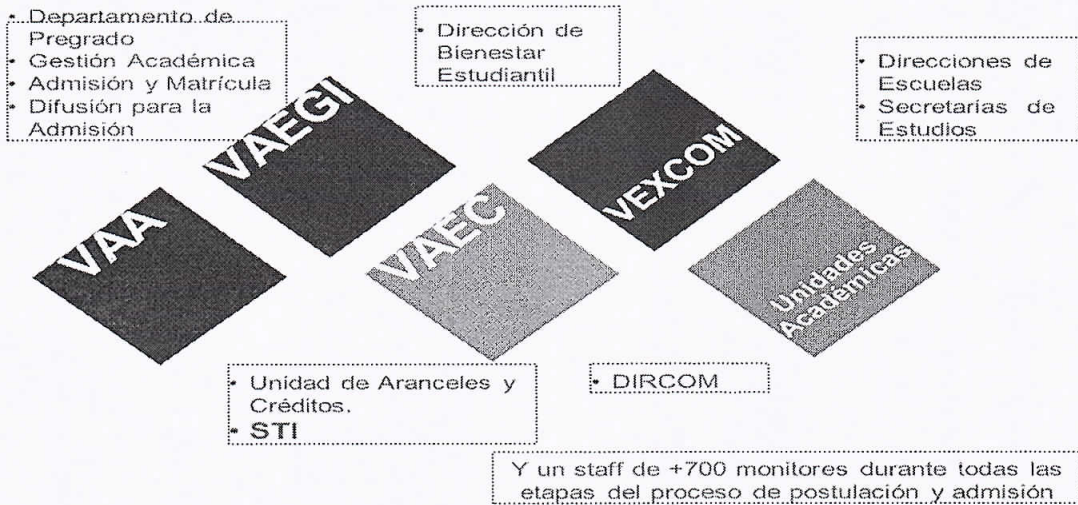 • Departamento de
Pregrado
• Gestión Académica
• Admisión y Matrícula
• Difusión para la
Admisión
• Dirección de
Bienestar
Estudiantil
• Direcciones de
Escuelas
• Secretarías de
Estudios
VAA
VAEGI
VAEC
VEXCOM
Unidades
Académicas
• Unidad de Aranceles y
Créditos.
• STI
• DIRCOM
Y un staff de +700 monitores durante todas las
etapas del proceso de postulación y admisión